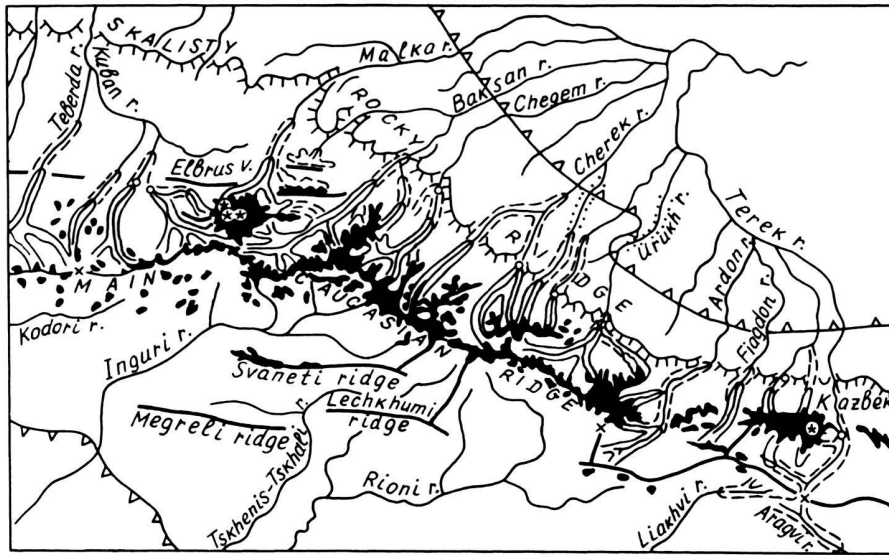 SKALISTY
Teberda r.
Kuban r.
Malka r.
ROCKY
Baksan r.
Chegem r.
Elbrus v.
Cherek r.
RIDGE
Urukh r.
Terek r.
Ardon r.
Fiagdon r.
MAIN
CAUCASIAN
RIDGE
Kodori r.
Inguri r.
Svaneti ridge
Lechkhumi
ridge
Megreli ridge
Tskhenis-Tskhali r.
Rioni r.
Kazbek
Liakhvi r.
Aragvi r.